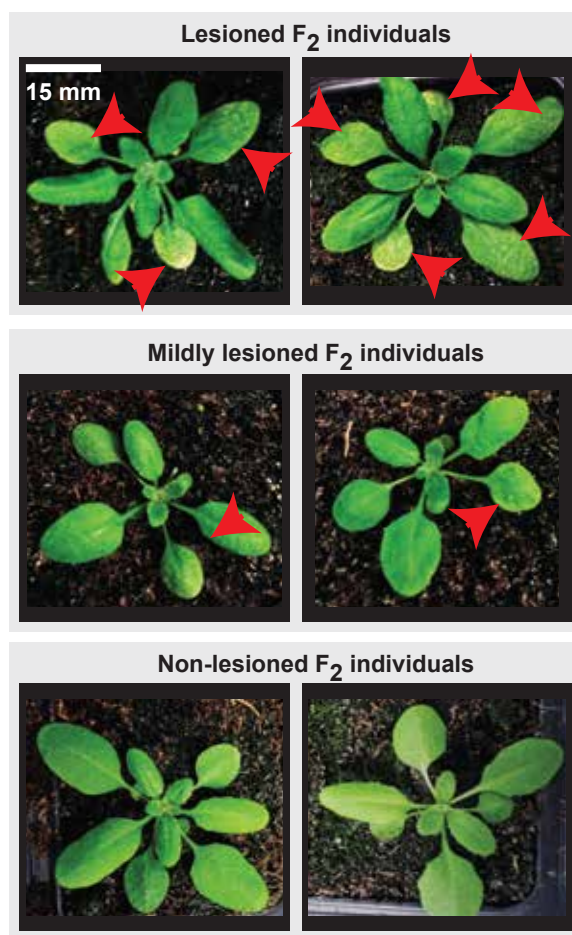 Lesioned F2 individuals
15 mm
Mildly lesioned F2 individuals
Non-lesioned F2 individuals